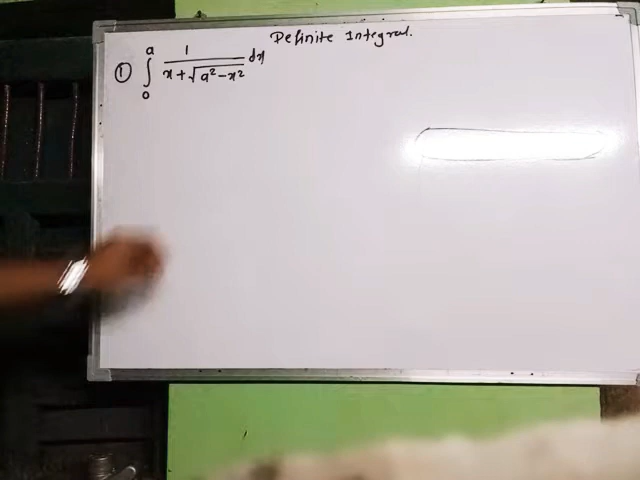 Definite Integral.
① ∫₀ᵃ 1/(x+√(a²-x²)) dx